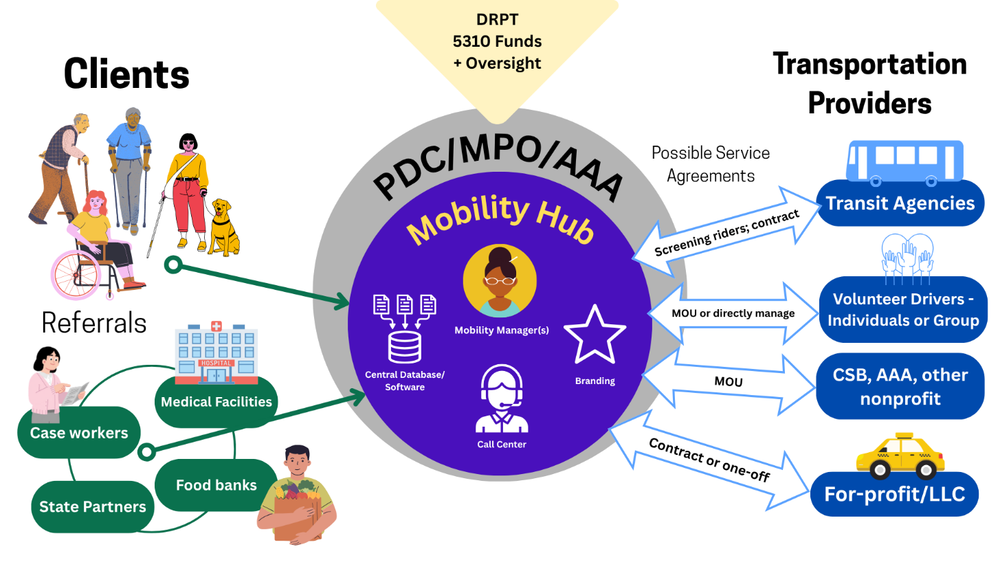 DRPT
5310 Funds
+ Oversight
Clients
Transportation
Providers
PDC/MPO/AAA
Mobility Hub
Possible Service
Agreements
Transit Agencies
Screening riders; contract
Volunteer Drivers -
Individuals or Group
MOU or directly manage
Referrals
Mobility Manager(s)
Central Database/
Software
Branding
Call Center
HOSPITAL
Medical Facilities
Case workers
Food banks
State Partners
MOU
CSB, AAA, other
nonprofit
Contract or one-off
For-profit/LLC